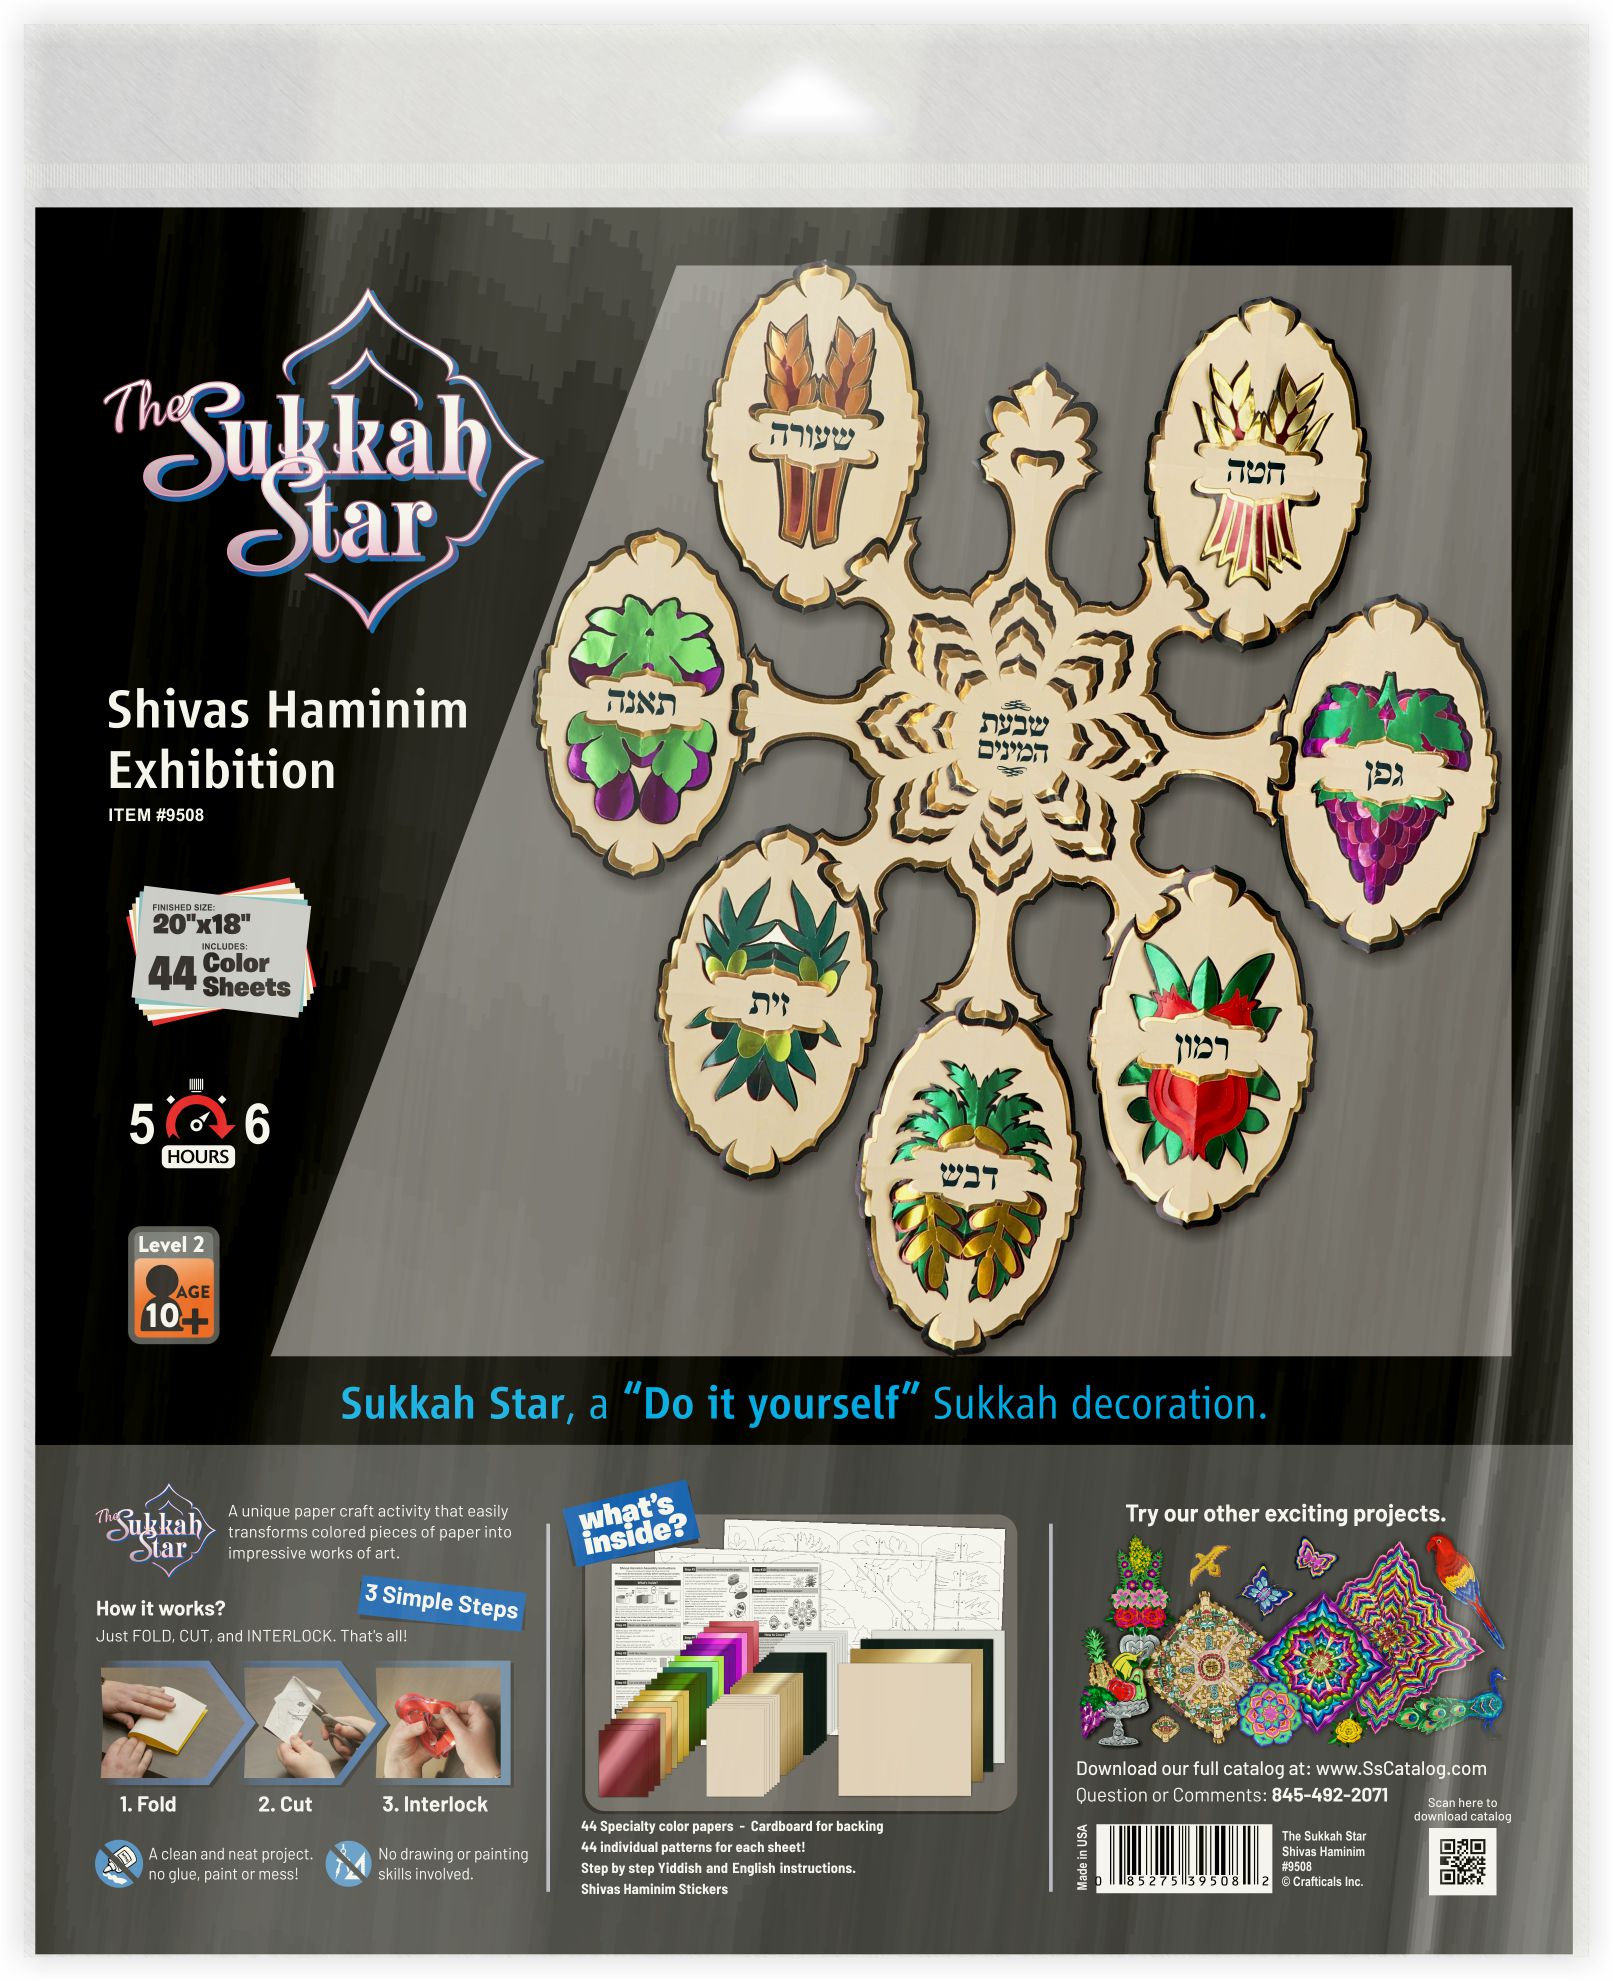 The
Sukkah
Star
Shivas Haminim
Exhibition
ITEM #9508
FINISHED SIZE:
20"x18"
INCLUDES:
44 Color
Sheets
5 6
HOURS
Level 2
AGE
10+
שעורה
חטה
תאנה
שבעת
המינים
גפן
זית
רמון
דבש
Sukkah Star, a “Do it yourself” Sukkah decoration.
The
Sukkah
Star
A unique paper craft activity that easily
transforms colored pieces of paper into
impressive works of art.
3 Simple Steps
How it works?
Just FOLD, CUT, and INTERLOCK. That's all!
1. Fold
2. Cut
3. Interlock
A clean and neat project.
no glue, paint or mess!
No drawing or painting
skills involved.
what's
inside?
44 Specialty color papers - Cardboard for backing
44 individual patterns for each sheet!
Step by step Yiddish and English instructions.
Shivas Haminim Stickers
Try our other exciting projects.
Download our full catalog at: www.SsCatalog.com
Question or Comments: 845-492-2071
Scan here to
download catalog
Made in USA
0 85275 39508 2
The Sukkah Star
Shivas Haminim
#9508
© Crafticals Inc.